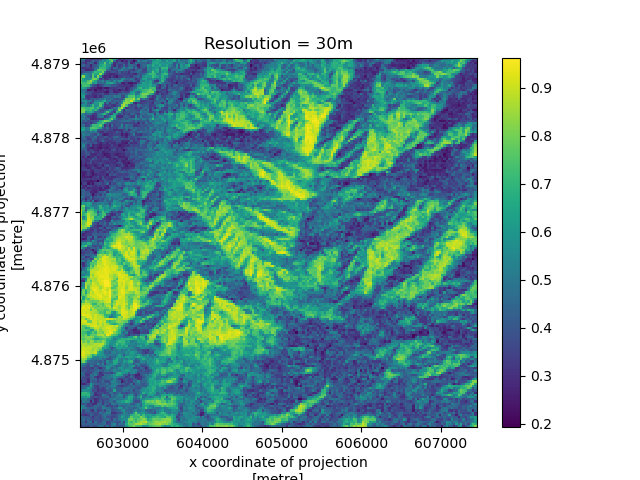 Resolution = 30m
1e6
4.879
4.878
4.877
4.876
4.875
y coordinate of projection
[metre]
603000 604000 605000 606000 607000
x coordinate of projection
[metre]
0.9
0.8
0.7
0.6
0.5
0.4
0.3
0.2